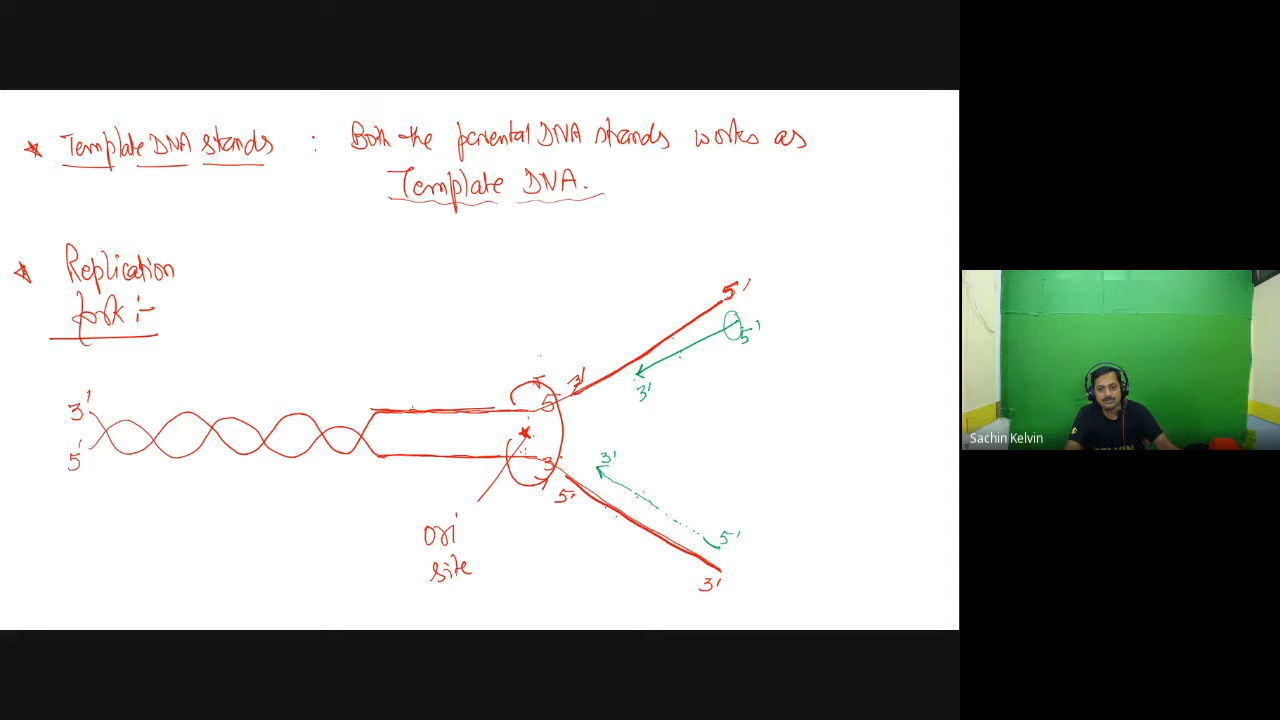 * Template DNA stands : Both the parental DNA strands works as
Template DNA.
* Replication
fork :-
5'
5'
3'
3'
5
3'
5'
3
3'
5'
5'
3'
ori
site
Sachin Kelvin